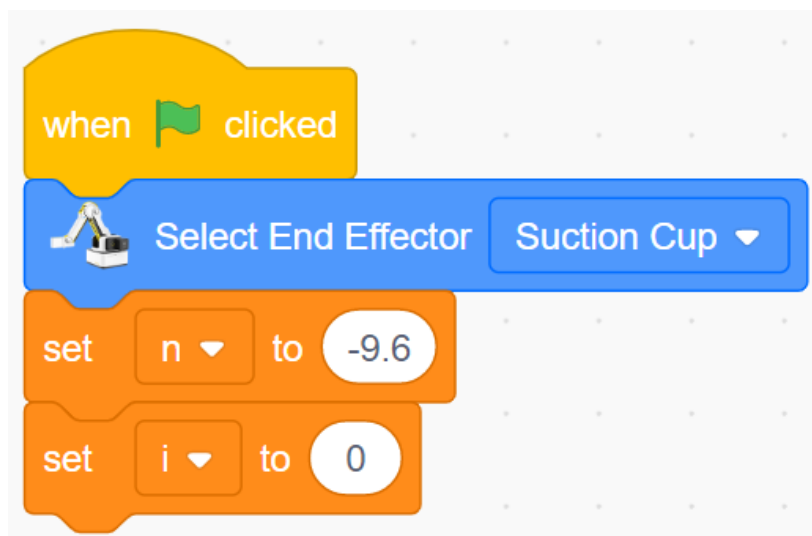 when clicked
Select End Effector Suction Cup
set n to -9.6
set i to 0